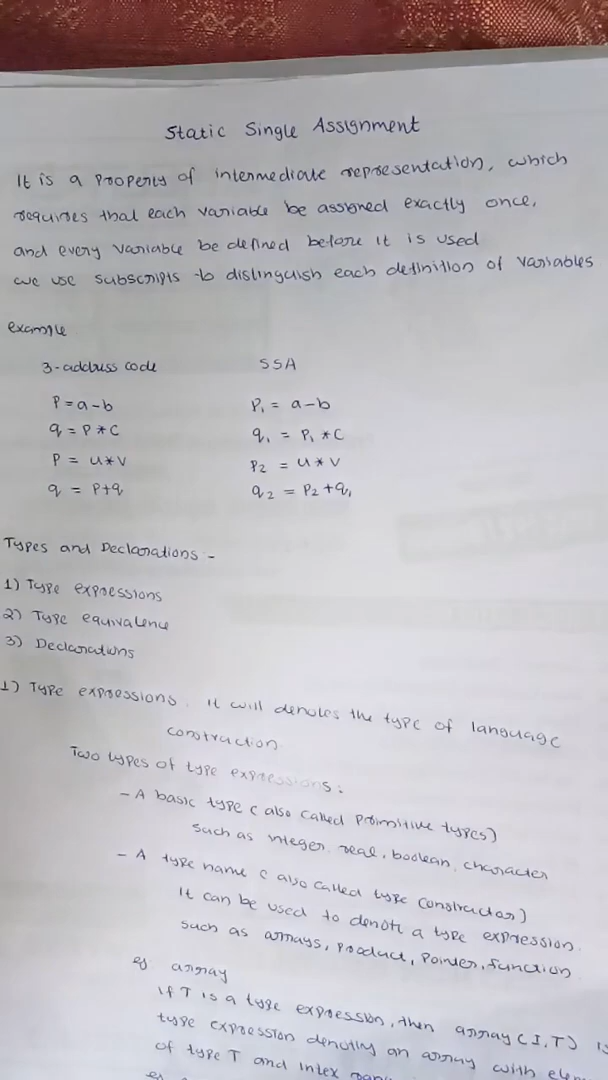 Static Single Assignment
It is a property of intermediate representation, which
requires that each variable be assigned exactly once,
and every variable be defined before it is used
we use subscripts to distinguish each definition of variables
example
3-address code SSA
P = a-b P₁ = a-b
q = P*C q₁ = P₁*C
P = u*v P₂ = u*v
q = P+q q₂ = P₂+q₁
Types and Declarations :-
1) Type expressions
2) Type equivalence
3) Declarations
1) Type expressions. it will denotes the type of language
construction.
Two types of type expressions:
- A basic type ( also called primitive types)
such as integer, real, boolean, character
- A type name ( also called type constructor)
It can be used to denote a type expression.
such as arrays, product, pointer, function
eg array
if T is a type expression, then array (I,T) is
type expression denoting an array with
of type T and